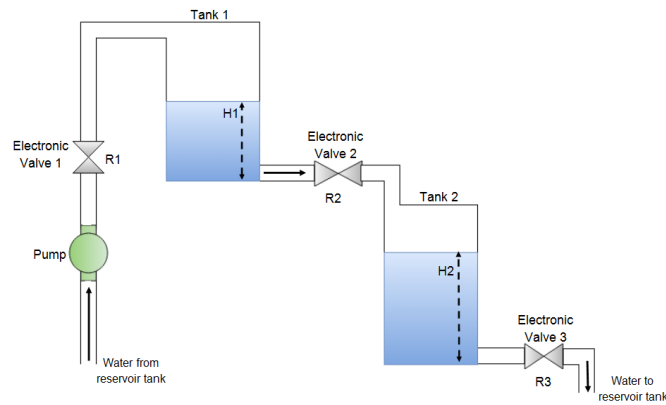 Tank 1
H1
Electronic
Valve 1
R1
Electronic
Valve 2
R2
Tank 2
Pump
H2
Electronic
Valve 3
R3
Water from
reservoir tank
Water to
reservoir tank